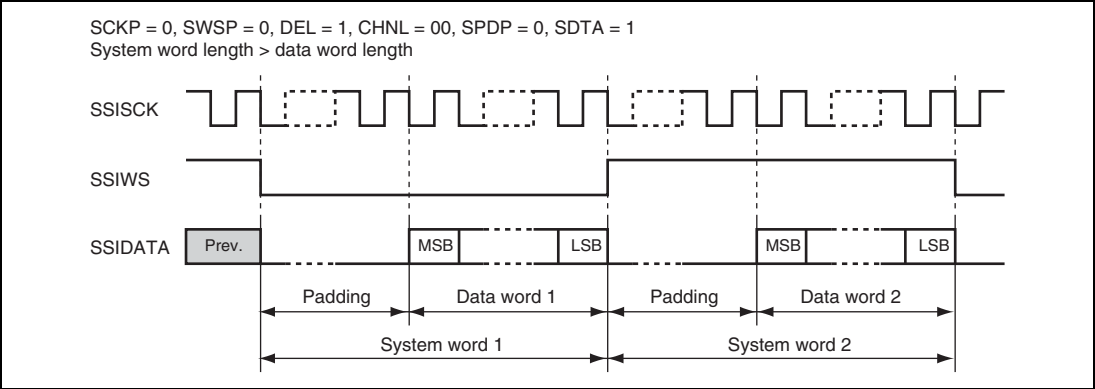 SCKP = 0, SWSP = 0, DEL = 1, CHNL = 00, SPDP = 0, SDTA = 1
System word length > data word length
SSISCK
SSIWS
SSIDATA
Prev.
MSB
LSB
MSB
LSB
Padding
Data word 1
Padding
Data word 2
System word 1
System word 2